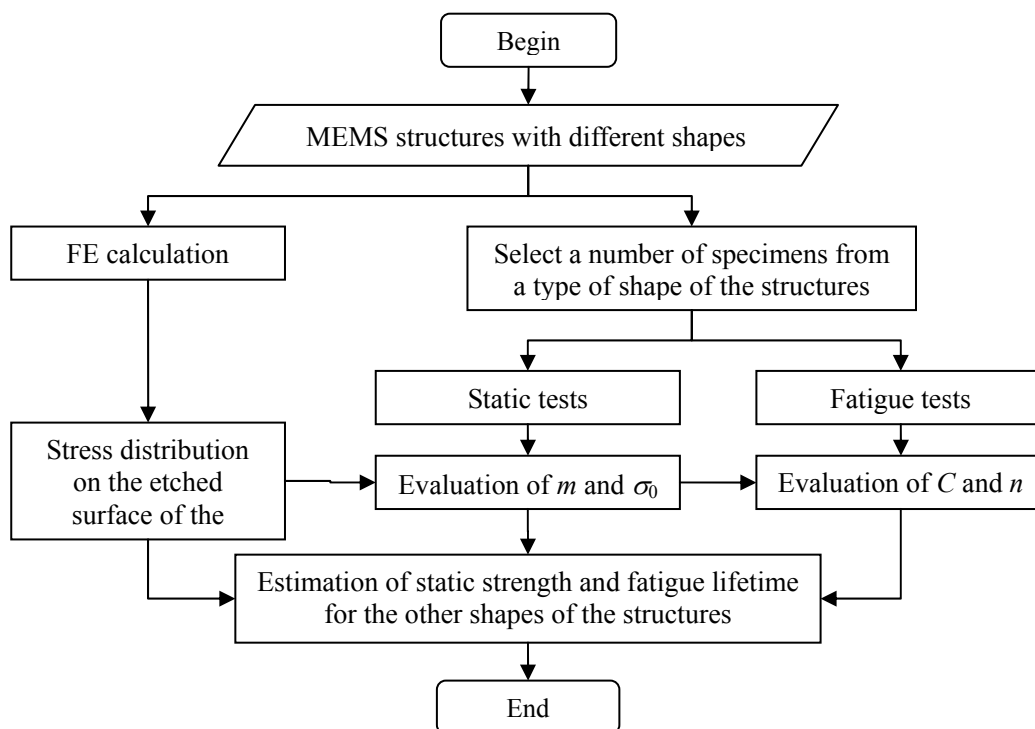 Begin
MEMS structures with different shapes
FE calculation
Select a number of specimens from
a type of shape of the structures
Static tests
Fatigue tests
Stress distribution
on the etched
surface of the
Evaluation of m and σ0
Evaluation of C and n
Estimation of static strength and fatigue lifetime
for the other shapes of the structures
End